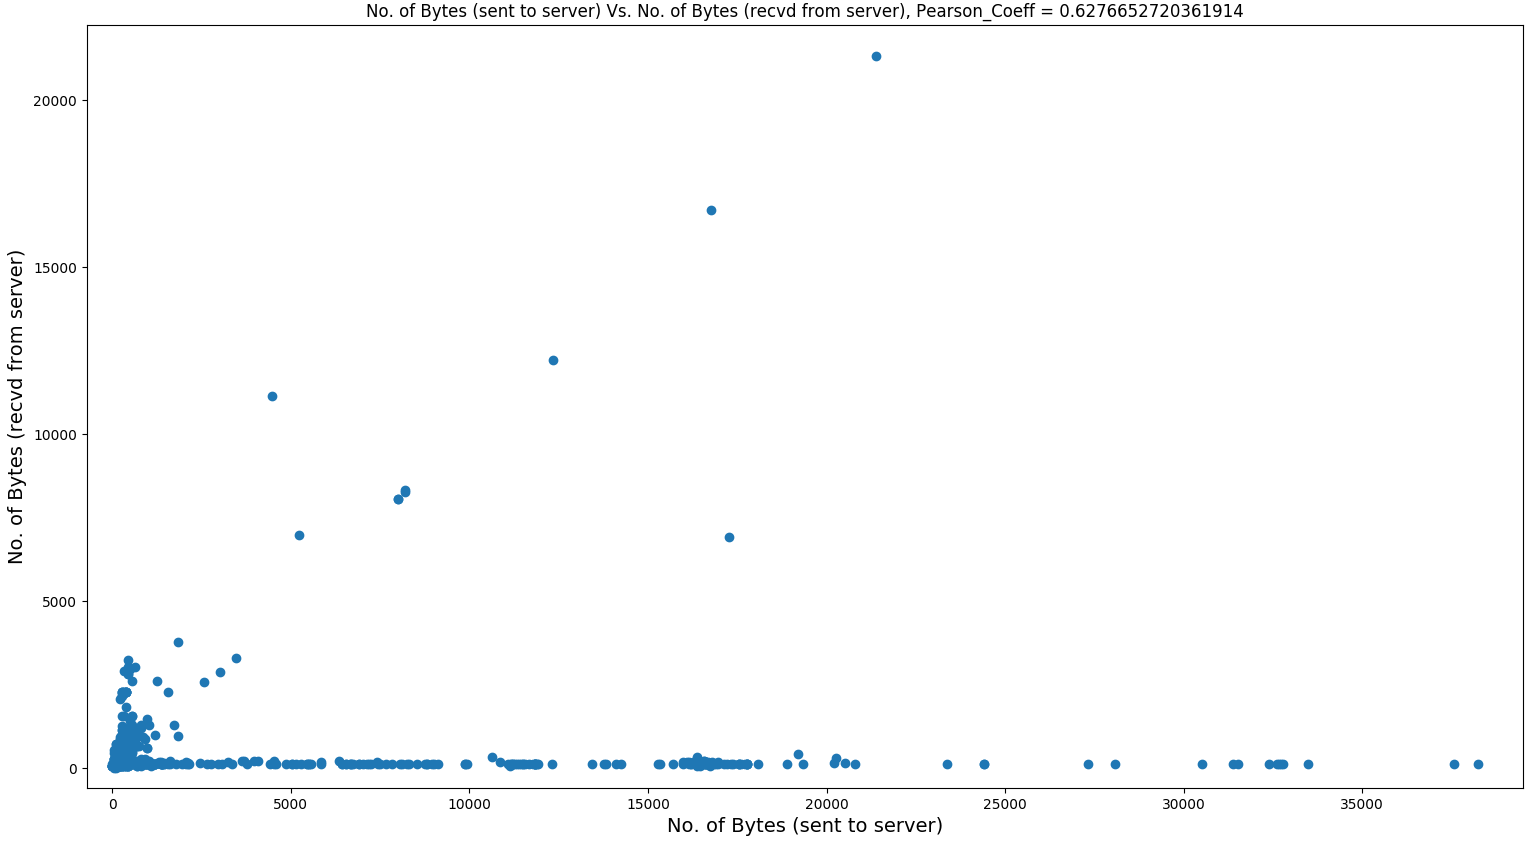 No. of Bytes (sent to server) Vs. No. of Bytes (recvd from server), Pearson_Coeff = 0.6276652720361914
No. of Bytes (recvd from server)
20000
15000
10000
5000
0
0 5000 10000 15000 20000 25000 30000 35000
No. of Bytes (sent to server)